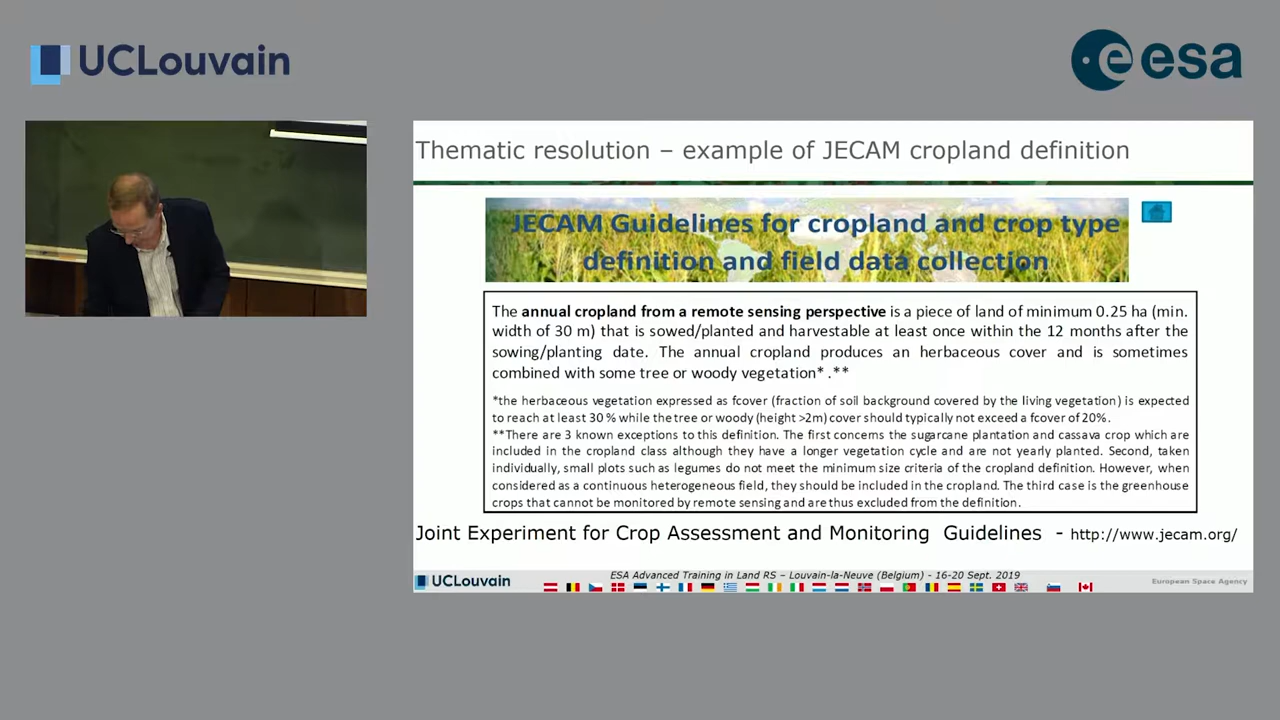 UCLouvain
esa
Thematic resolution – example of JECAM cropland definition
JECAM Guidelines for cropland and crop type
definition and field data collection
The annual cropland from a remote sensing perspective is a piece of land of minimum 0.25 ha (min.
width of 30 m) that is sowed/planted and harvestable at least once within the 12 months after the
sowing/planting date. The annual cropland produces an herbaceous cover and is sometimes
combined with some tree or woody vegetation* .**
*the herbaceous vegetation expressed as fcover (fraction of soil background covered by the living vegetation) is expected
to reach at least 30 % while the tree or woody (height >2m) cover should typically not exceed a fcover of 20%.
**There are 3 known exceptions to this definition. The first concerns the sugarcane plantation and cassava crop which are
included in the cropland class although they have a longer vegetation cycle and are not yearly planted. Second, taken
individually, small plots such as legumes do not meet the minimum size criteria of the cropland definition. However, when
considered as a continuous heterogeneous field, they should be included in the cropland. The third case is the greenhouse
crops that cannot be monitored by remote sensing and are thus excluded from the definition.
Joint Experiment for Crop Assessment and Monitoring Guidelines - http://www.jecam.org/
UCLouvain
ESA Advanced Training in Land RS – Louvain-la-Neuve (Belgium) - 16-20 Sept. 2019
European Space Agency